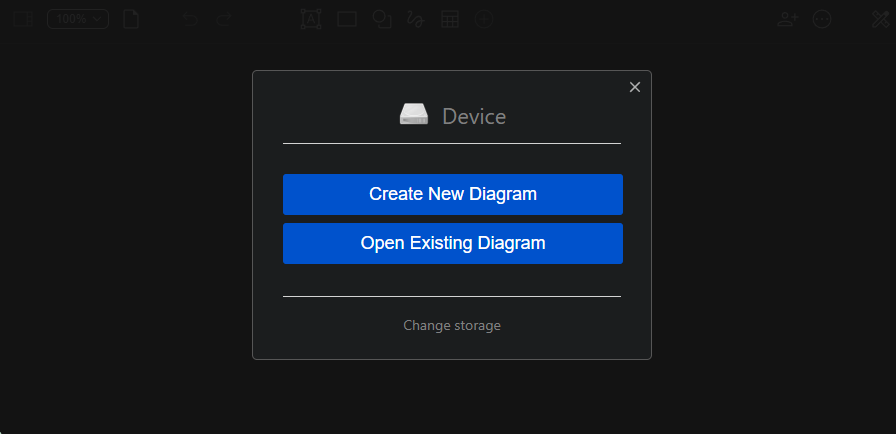 100%
A
Device
Create New Diagram
Open Existing Diagram
Change storage